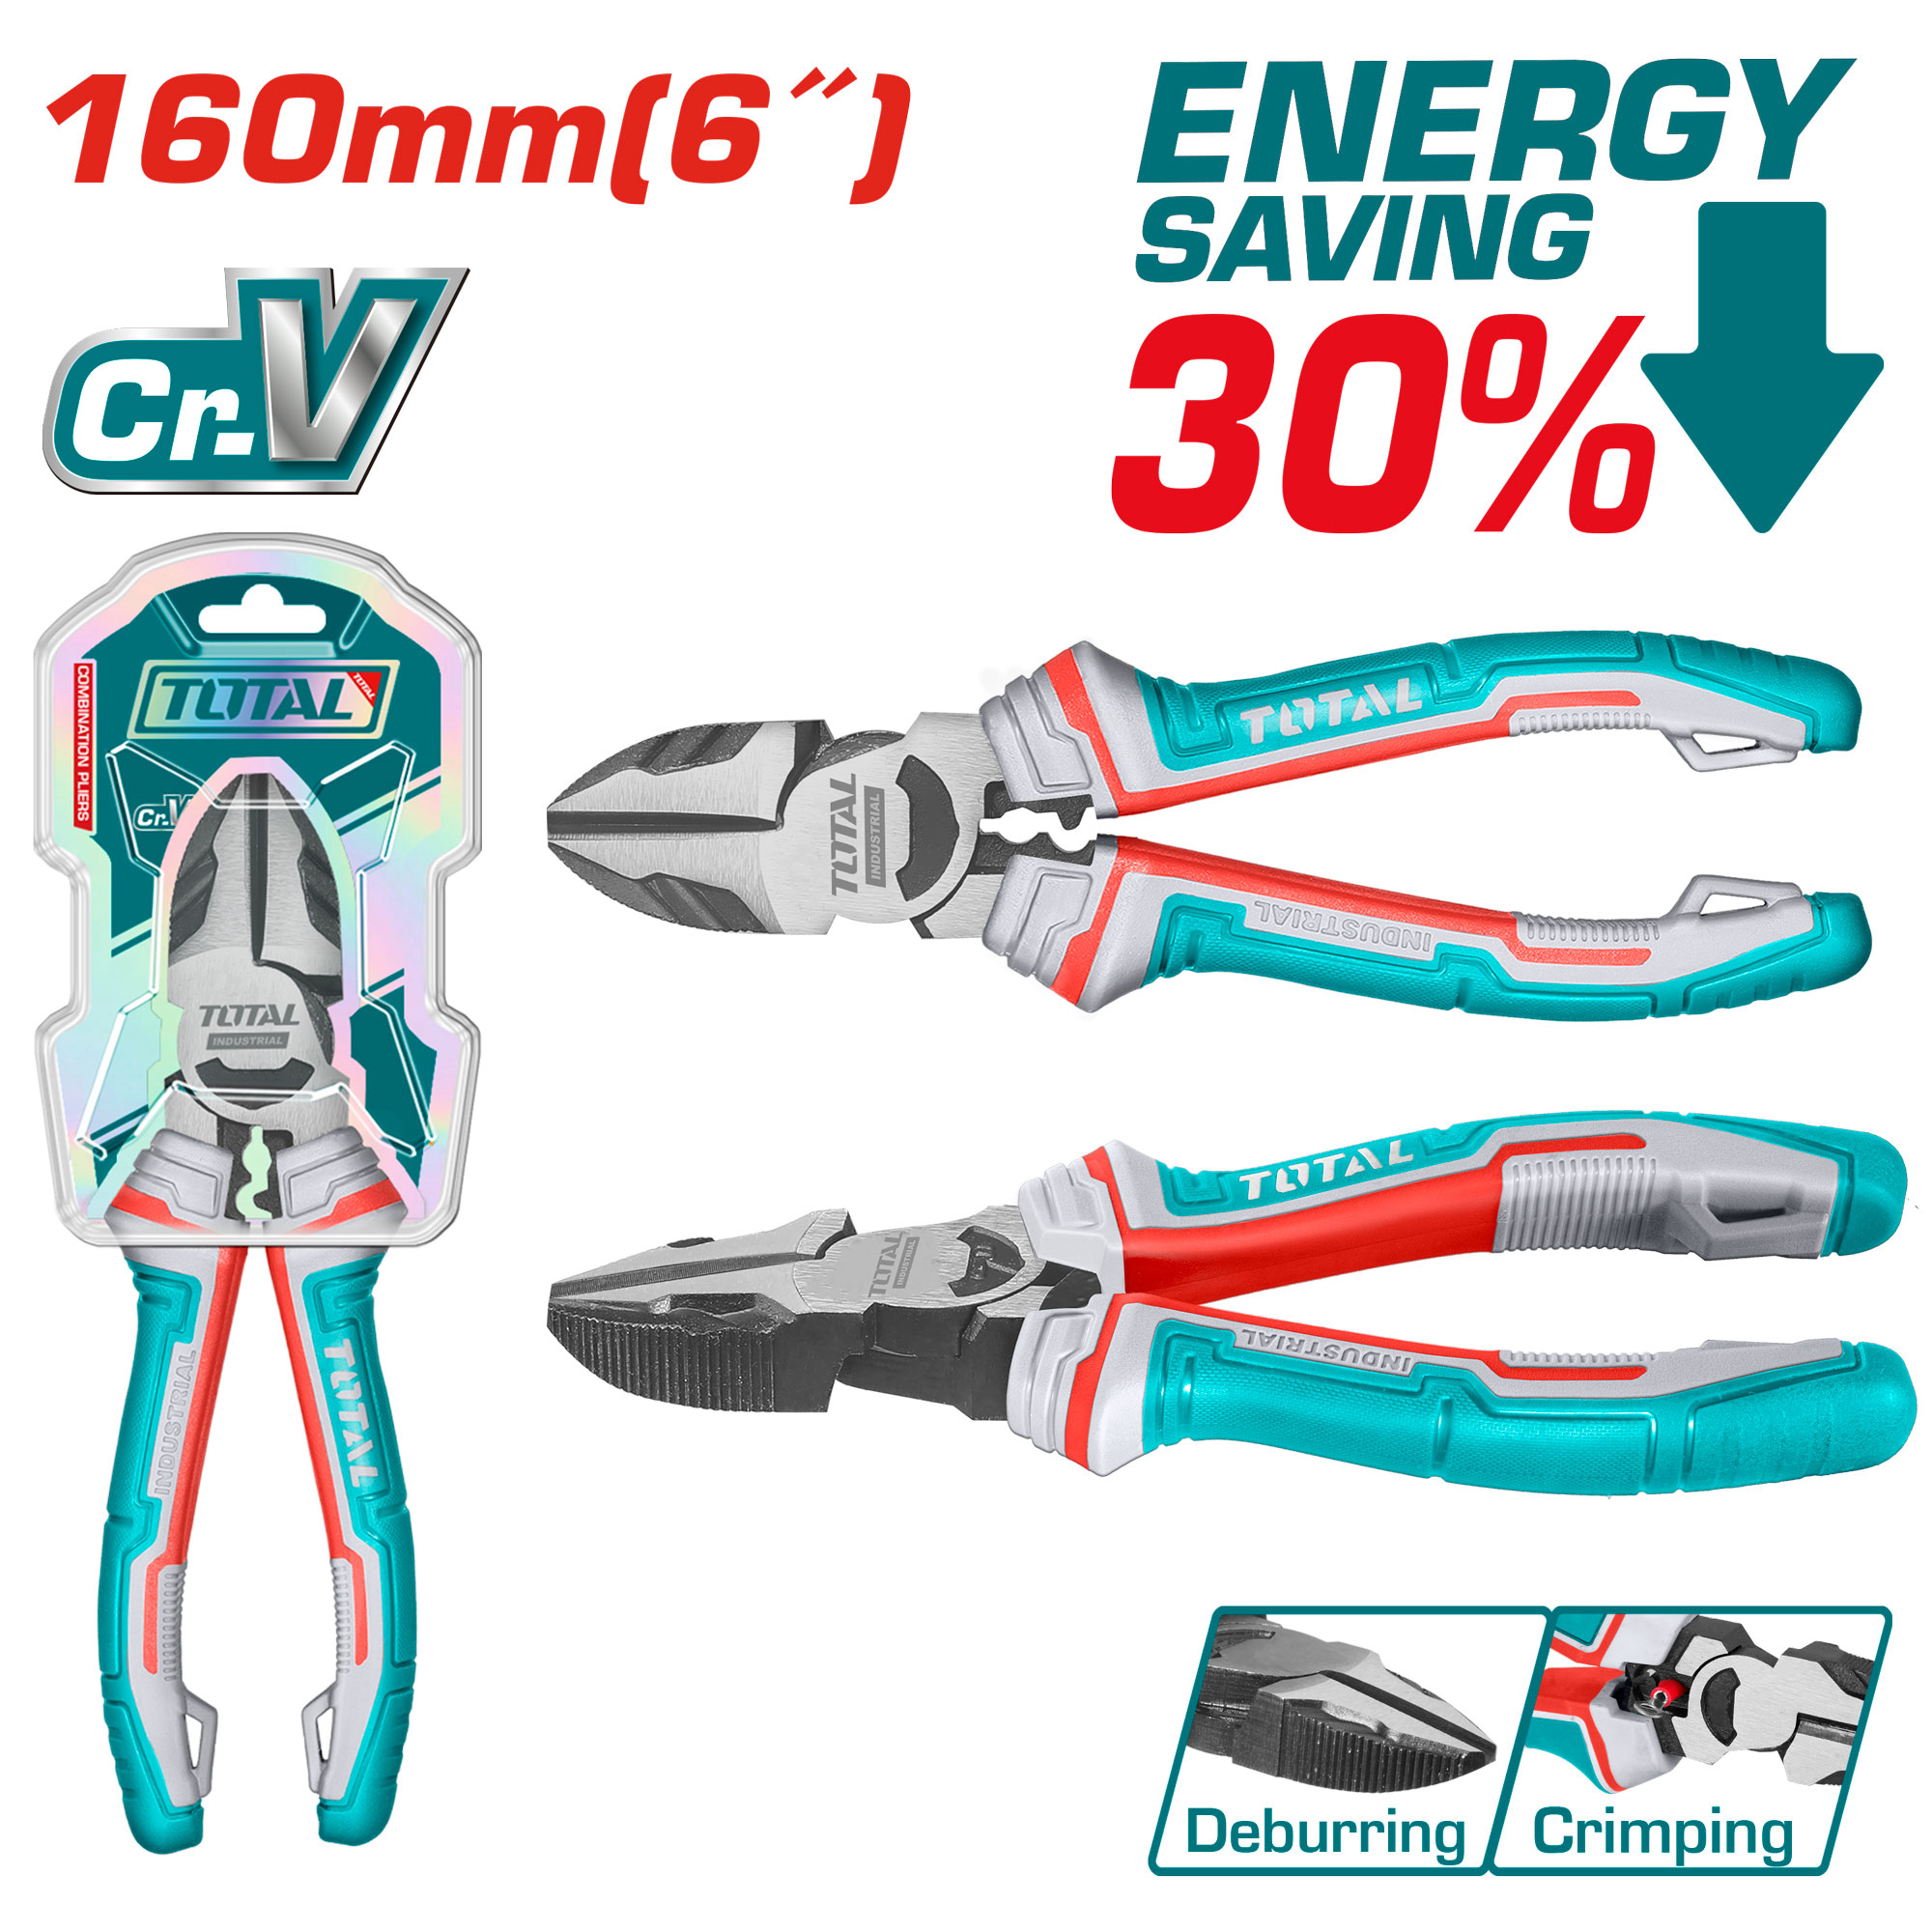 160mm(6″)
ENERGY
SAVING
30%
Cr.V
TOTAL
TOTAL
COMBINATION PLIERS
Cr.V
TOTAL
INDUSTRIAL
INDUSTRIAL
TOTAL
TOTAL
TOTAL
INDUSTRIAL
INDUSTRIAL
TOTAL
TOTAL
INDUSTRIAL
INDUSTRIAL
Deburring
Crimping